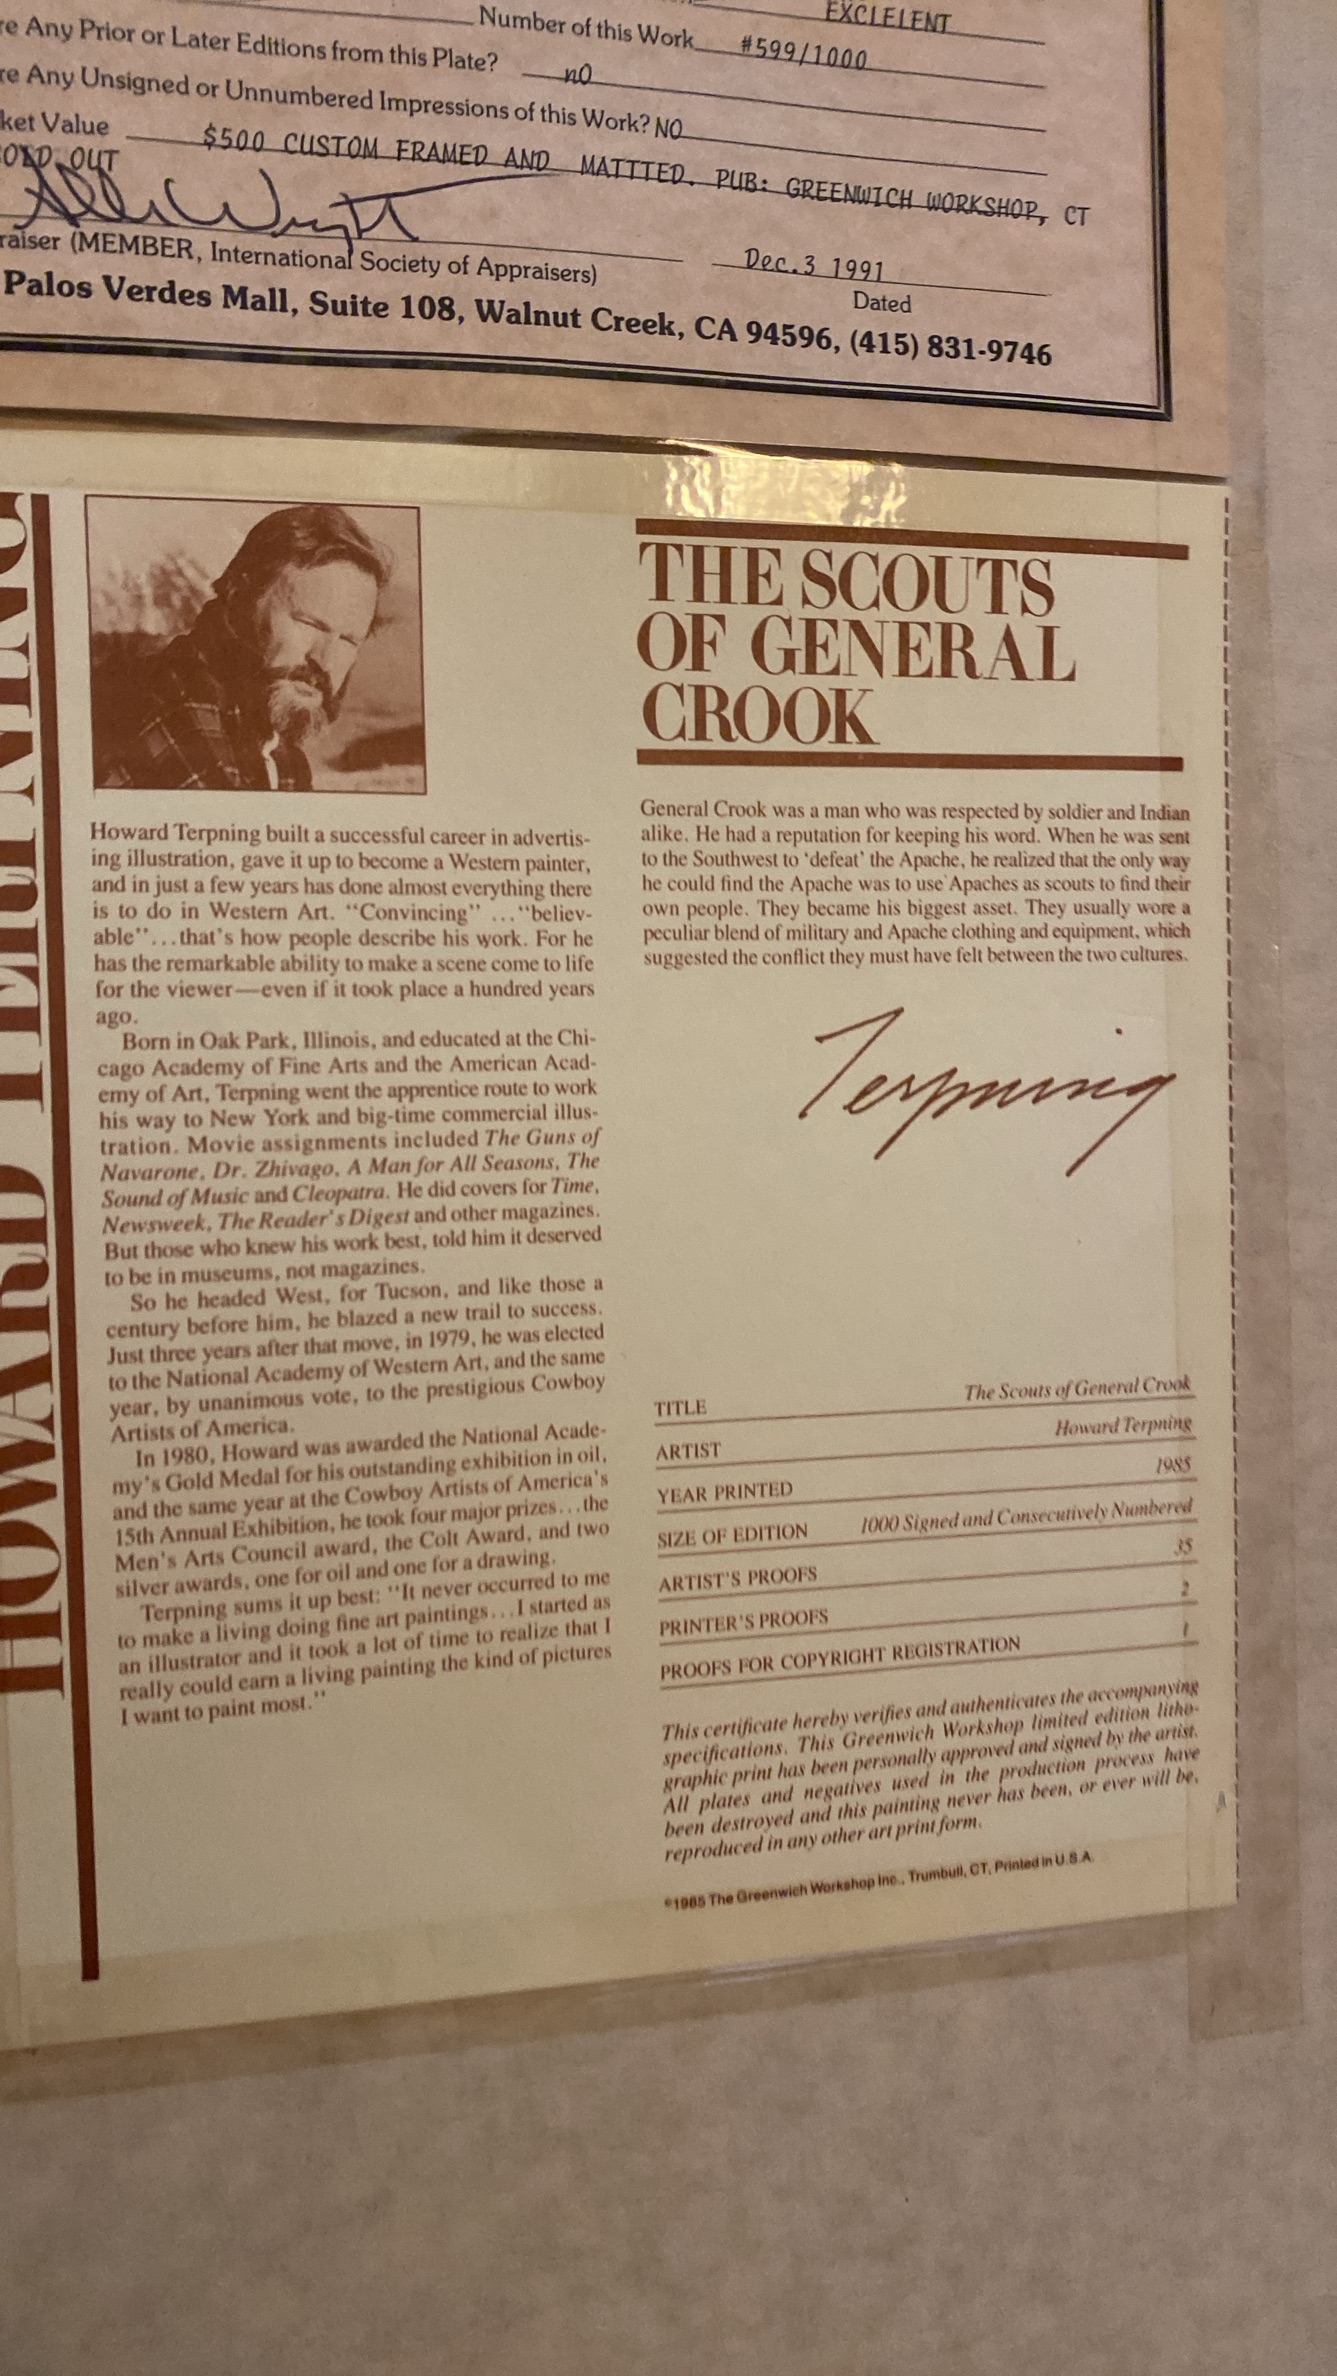 EXCLELENT
Number of this Work #599/1000
re Any Prior or Later Editions from this Plate? no
re Any Unsigned or Unnumbered Impressions of this Work? NO
ket Value $500 CUSTOM FRAMED AND MATTTED. PUB: GREENWICH WORKSHOP, CT
SOLD OUT
raiser (MEMBER, International Society of Appraisers)
Dec.3 1991
Dated
Palos Verdes Mall, Suite 108, Walnut Creek, CA 94596, (415) 831-9746
HOWARD TERPNING
Howard Terpning built a successful career in advertis-
ing illustration, gave it up to become a Western painter,
and in just a few years has done almost everything there
is to do in Western Art. “Convincing” ...“believ-
able”...that's how people describe his work. For he
has the remarkable ability to make a scene come to life
for the viewer—even if it took place a hundred years
ago.
Born in Oak Park, Illinois, and educated at the Chi-
cago Academy of Fine Arts and the American Acad-
emy of Art, Terpning went the apprentice route to work
his way to New York and big-time commercial illus-
tration. Movie assignments included The Guns of
Navarone, Dr. Zhivago, A Man for All Seasons, The
Sound of Music and Cleopatra. He did covers for Time,
Newsweek, The Reader's Digest and other magazines.
But those who knew his work best, told him it deserved
to be in museums, not magazines.
So he headed West, for Tucson, and like those a
century before him, he blazed a new trail to success.
Just three years after that move, in 1979, he was elected
to the National Academy of Western Art, and the same
year, by unanimous vote, to the prestigious Cowboy
Artists of America.
In 1980, Howard was awarded the National Acade-
my's Gold Medal for his outstanding exhibition in oil,
and the same year at the Cowboy Artists of America's
15th Annual Exhibition, he took four major prizes...the
Men's Arts Council award, the Colt Award, and two
silver awards, one for oil and one for a drawing.
Terpning sums it up best: “It never occurred to me
to make a living doing fine art paintings...I started as
an illustrator and it took a lot of time to realize that I
really could earn a living painting the kind of pictures
I want to paint most.”
THE SCOUTS
OF GENERAL
CROOK
General Crook was a man who was respected by soldier and Indian
alike. He had a reputation for keeping his word. When he was sent
to the Southwest to ‘defeat’ the Apache, he realized that the only way
he could find the Apache was to use Apaches as scouts to find their
own people. They became his biggest asset. They usually wore a
peculiar blend of military and Apache clothing and equipment, which
suggested the conflict they must have felt between the two cultures.
Terpning
TITLE The Scouts of General Crook
ARTIST Howard Terpning
YEAR PRINTED 1985
SIZE OF EDITION 1000 Signed and Consecutively Numbered
ARTIST'S PROOFS 35
PRINTER'S PROOFS 2
PROOFS FOR COPYRIGHT REGISTRATION 1
This certificate hereby verifies and authenticates the accompanying
specifications. This Greenwich Workshop limited edition litho-
graphic print has been personally approved and signed by the artist.
All plates and negatives used in the production process have
been destroyed and this painting never has been, or ever will be,
reproduced in any other art print form.
©1985 The Greenwich Workshop Inc., Trumbull, CT, Printed in U.S.A.